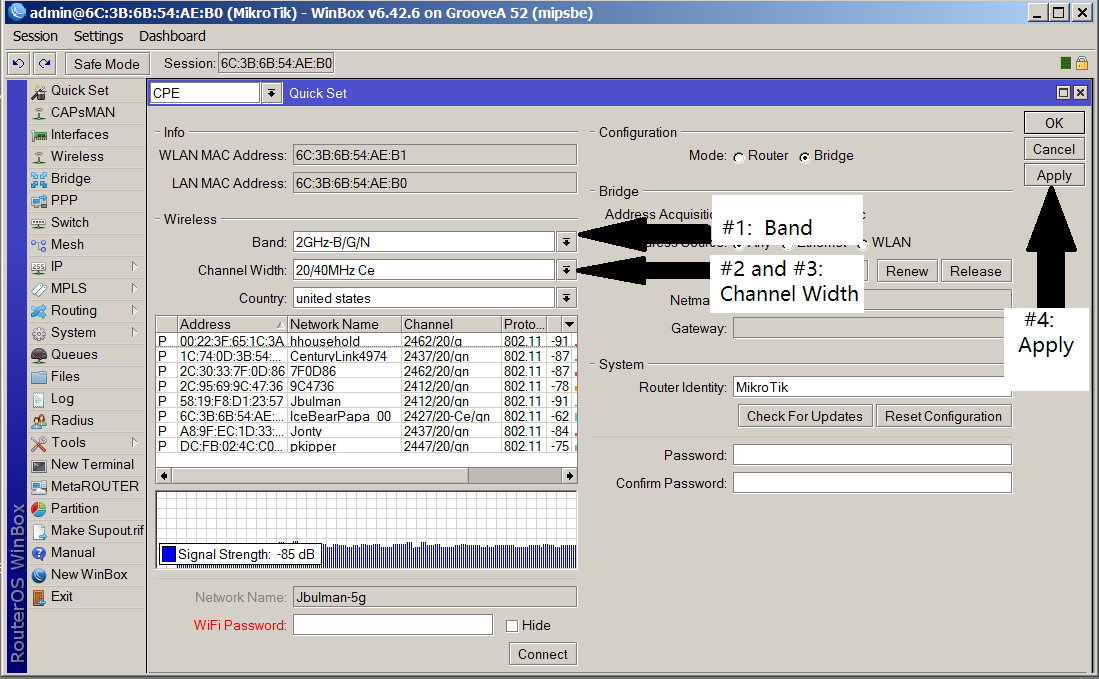 admin@6C:3B:6B:54:AE:B0 (MikroTik) - WinBox v6.42.6 on GrooveA 52 (mipsbe)
Session Settings Dashboard
Safe Mode Session: 6C:3B:6B:54:AE:B0
Quick Set
CAPsMAN
Interfaces
Wireless
Bridge
PPP
Switch
Mesh
IP
MPLS
Routing
System
Queues
Files
Log
Radius
Tools
New Terminal
MetaROUTER
Partition
Make Supout.rif
Manual
New WinBox
Exit
RouterOS WinBox
CPE Quick Set
Info
WLAN MAC Address: 6C:3B:6B:54:AE:B1
LAN MAC Address: 6C:3B:6B:54:AE:B0
Wireless
Band: 2GHz-B/G/N
Channel Width: 20/40MHz Ce
Country: united states
Address Network Name Channel Proto...
P 00:22:3F:65:1C:3A hhousehold 2462/20/g 802.11 -91
P 1C:74:0D:3B:54:... CenturyLink4974 2437/20/gn 802.11 -87
P 2C:30:33:7F:0D:86 7F0D86 2462/20/gn 802.11 -87
P 2C:95:69:9C:47:36 9C4736 2412/20/gn 802.11 -78
P 58:19:F8:D1:23:57 Jbulman 2412/20/gn 802.11 -91
P 6C:3B:6B:54:AE:... IceBearPapa_00 2427/20-Ce/gn 802.11 -62
P A8:9F:EC:1D:33:... Jonty 2437/20/gn 802.11 -84
P DC:FB:02:4C:C0... pkipper 2447/20/gn 802.11 -75
Signal Strength: -85 dB
Network Name: Jbulman-5g
WiFi Password:
Hide
Connect
Configuration
Mode: Router Bridge
Bridge
Address Acquisitio
#1: Band
WLAN
#2 and #3:
Channel Width
Renew Release
Netma
Gateway:
System
Router Identity: MikroTik
Check For Updates Reset Configuration
Password:
Confirm Password:
OK
Cancel
Apply
#4:
Apply